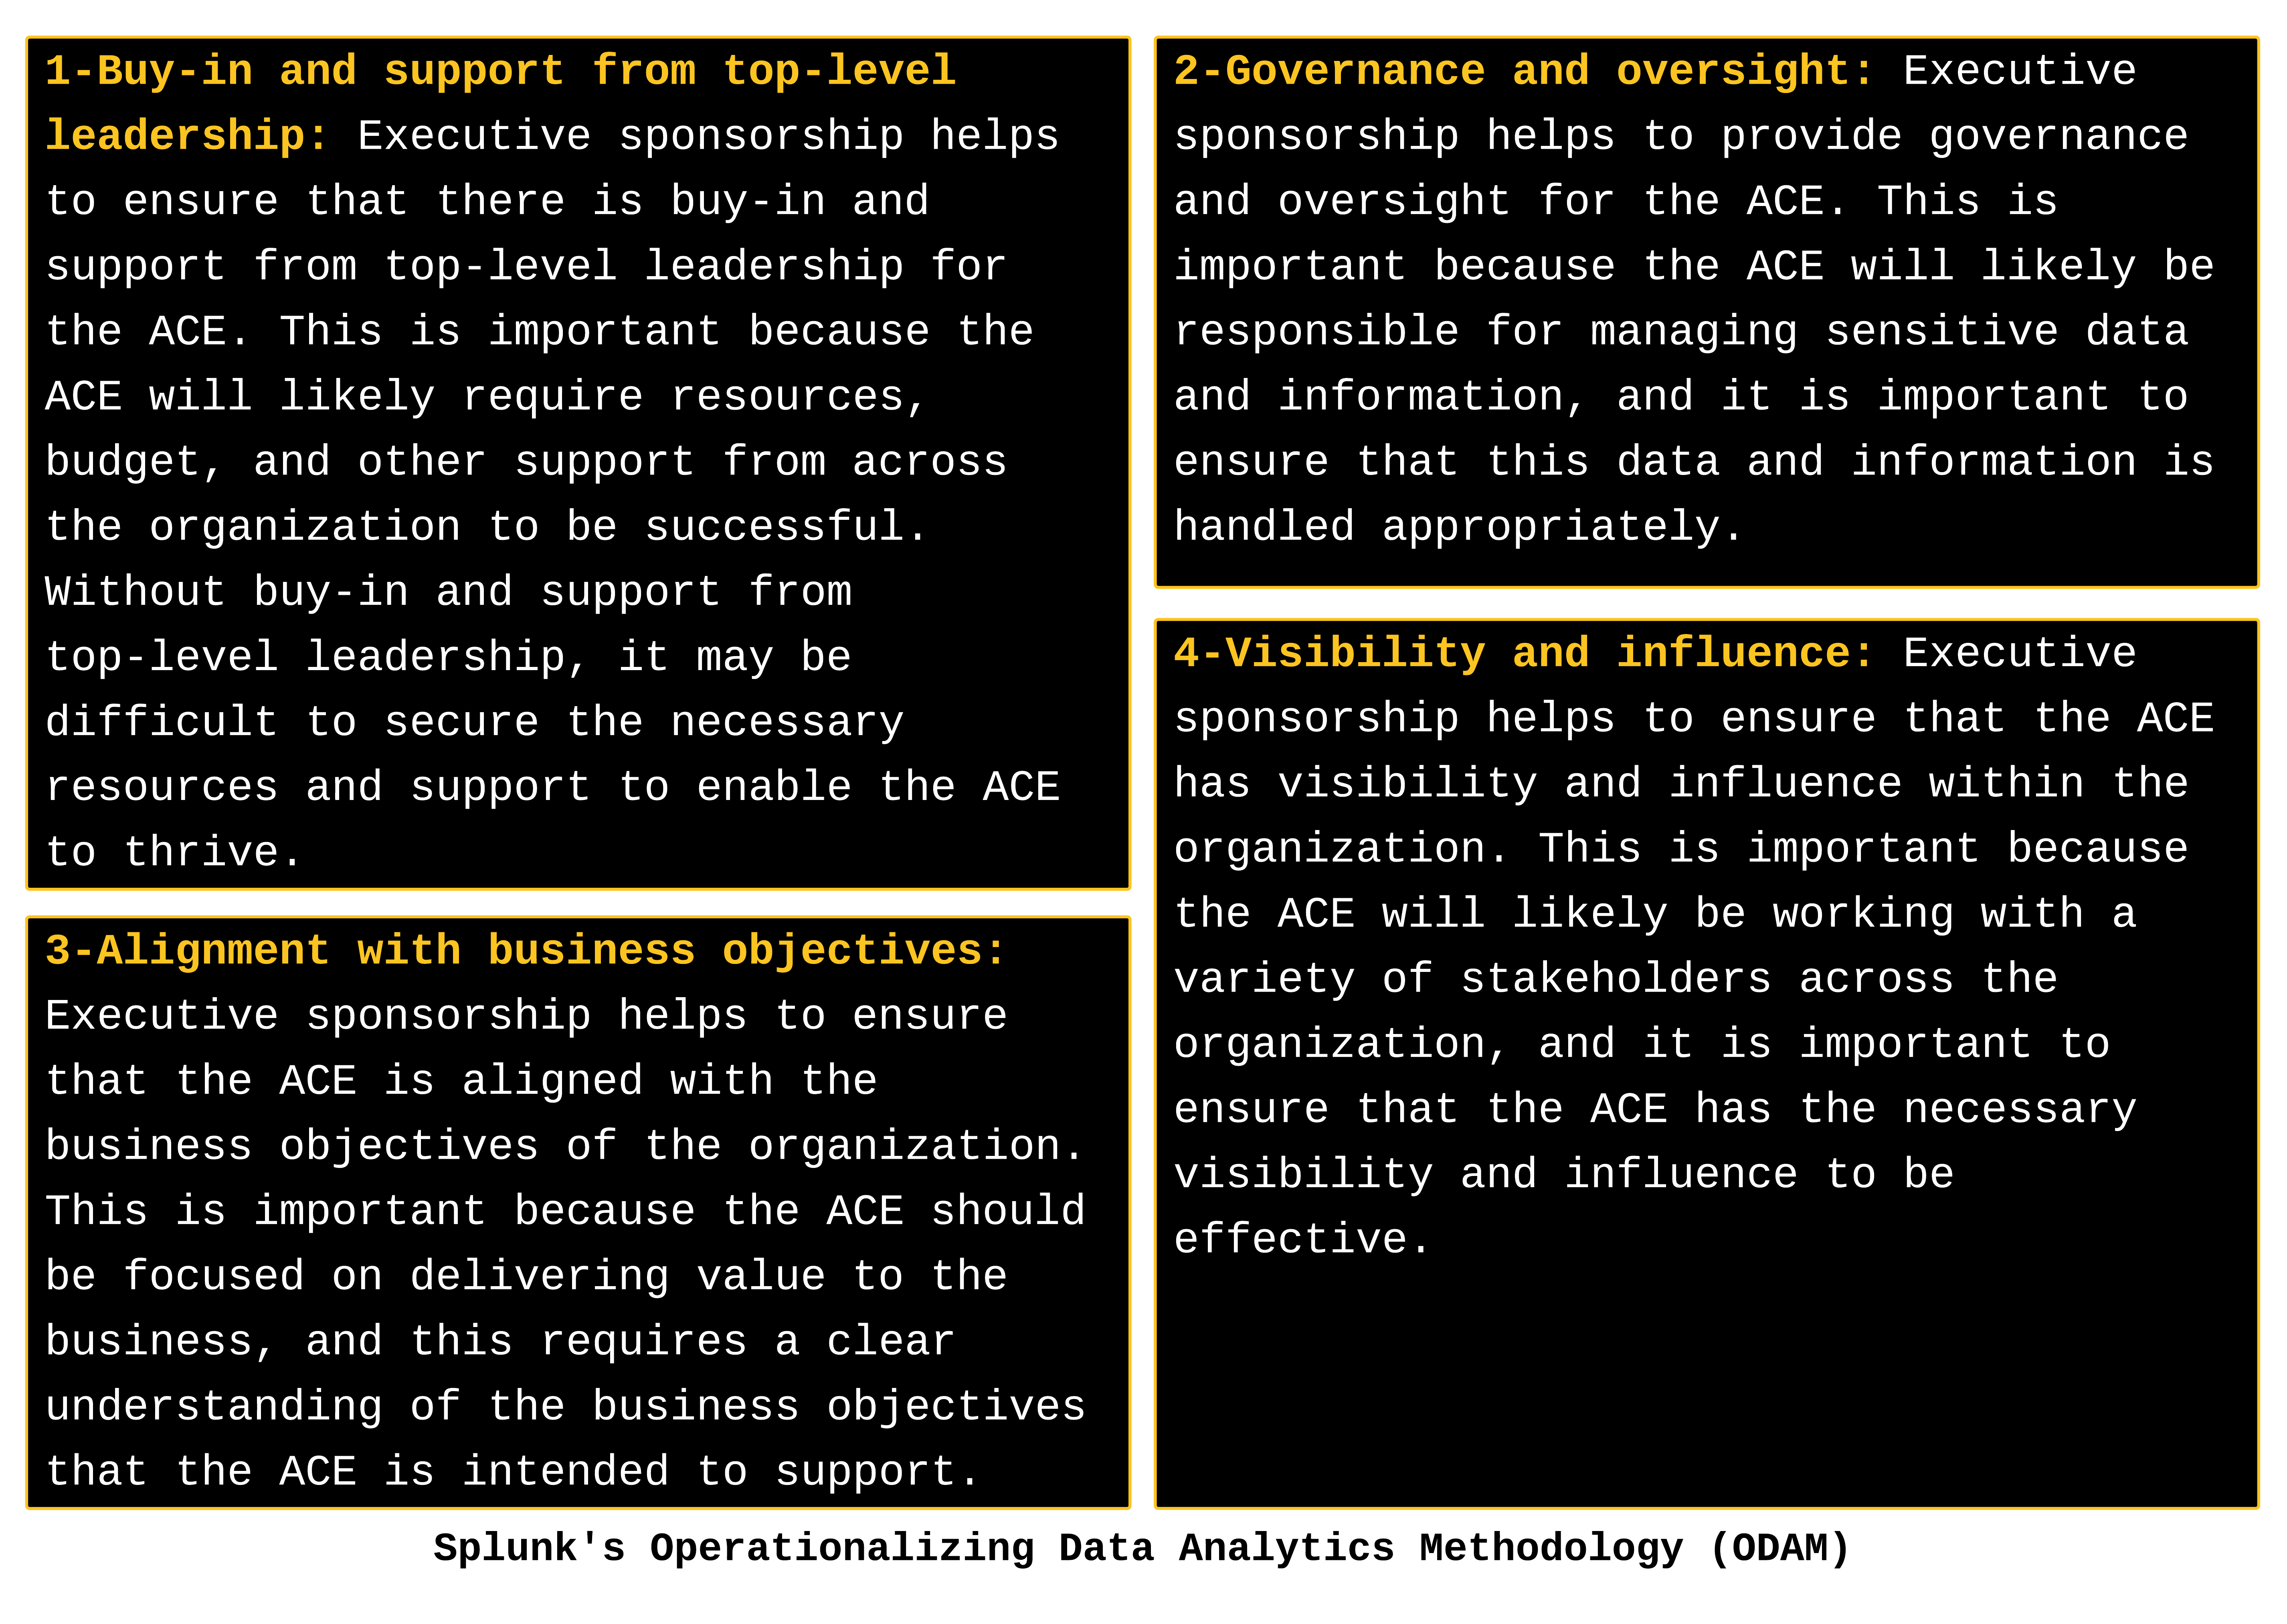 1-Buy-in and support from top-level
leadership: Executive sponsorship helps
to ensure that there is buy-in and
support from top-level leadership for
the ACE. This is important because the
ACE will likely require resources,
budget, and other support from across
the organization to be successful.
Without buy-in and support from
top-level leadership, it may be
difficult to secure the necessary
resources and support to enable the ACE
to thrive.
2-Governance and oversight: Executive
sponsorship helps to provide governance
and oversight for the ACE. This is
important because the ACE will likely be
responsible for managing sensitive data
and information, and it is important to
ensure that this data and information is
handled appropriately.
3-Alignment with business objectives:
Executive sponsorship helps to ensure
that the ACE is aligned with the
business objectives of the organization.
This is important because the ACE should
be focused on delivering value to the
business, and this requires a clear
understanding of the business objectives
that the ACE is intended to support.
4-Visibility and influence: Executive
sponsorship helps to ensure that the ACE
has visibility and influence within the
organization. This is important because
the ACE will likely be working with a
variety of stakeholders across the
organization, and it is important to
ensure that the ACE has the necessary
visibility and influence to be
effective.
Splunk's Operationalizing Data Analytics Methodology (ODAM)